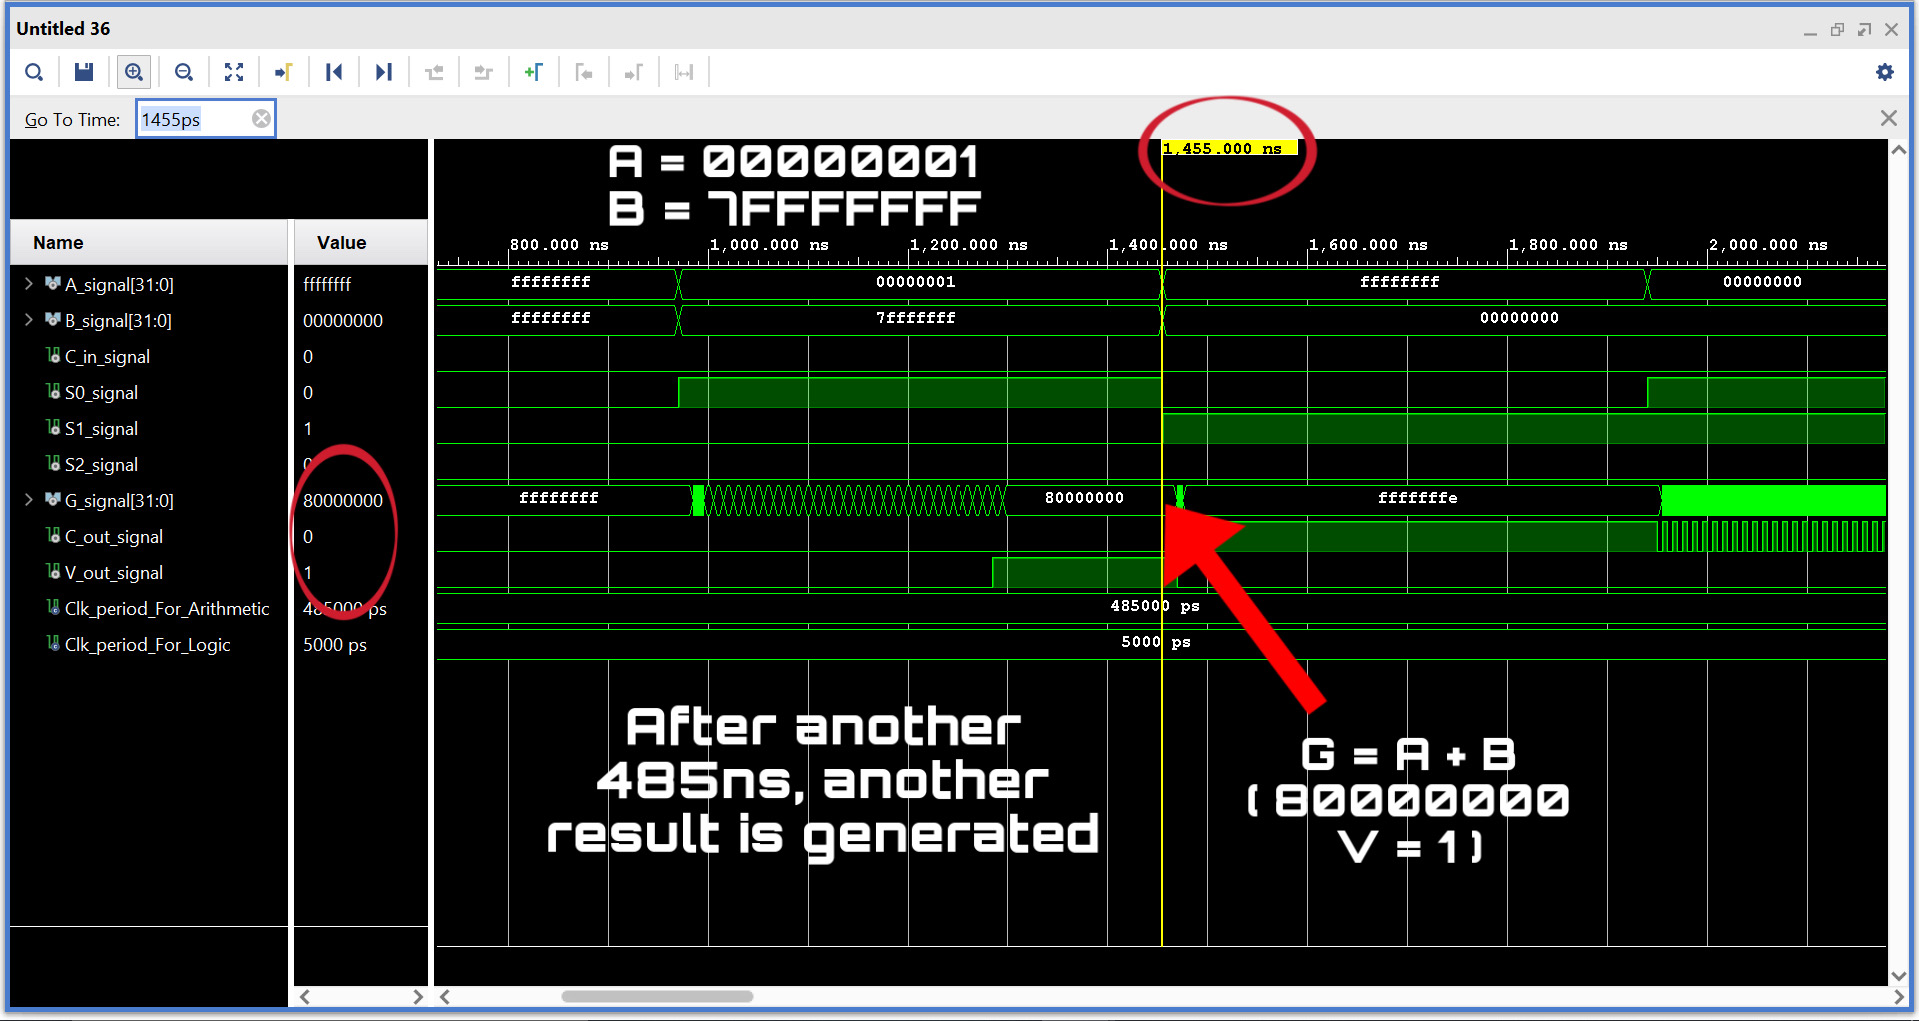 Untitled 36
Go To Time: 1455ps
1,455.000 ns
A = 00000001
B = 7FFFFFFF
Name Value
800.000 ns 1,000.000 ns 1,200.000 ns 1,400.000 ns 1,600.000 ns 1,800.000 ns 2,000.000 ns
A_signal[31:0] ffffffff ffffffff 00000001 ffffffff 00000000
B_signal[31:0] 00000000 ffffffff 7fffffff 00000000
C_in_signal 0
S0_signal 0
S1_signal 1
S2_signal 0
G_signal[31:0] 80000000 ffffffff 80000000 fffffffe
C_out_signal 0
V_out_signal 1
Clk_period_For_Arithmetic 485000 ps 485000 ps
Clk_period_For_Logic 5000 ps 5000 ps
After another
485ns, another
result is generated
G = A + B
( 80000000
V = 1 )